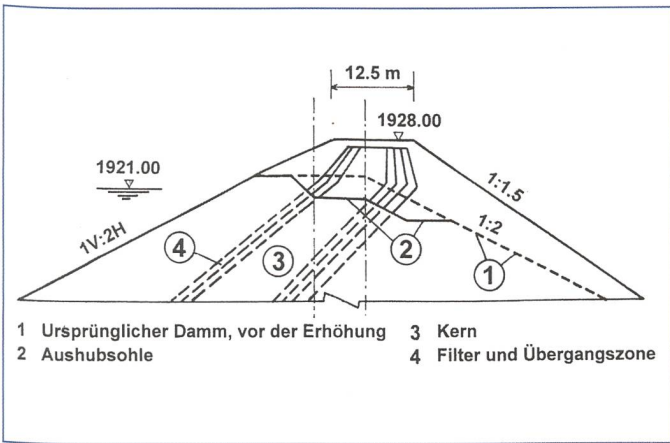 12.5 m
1928.00
1921.00
1:1.5
1V:2H
1:2
4
3
2
1
1 Ursprünglicher Damm, vor der Erhöhung 3 Kern
2 Aushubsohle 4 Filter und Übergangszone